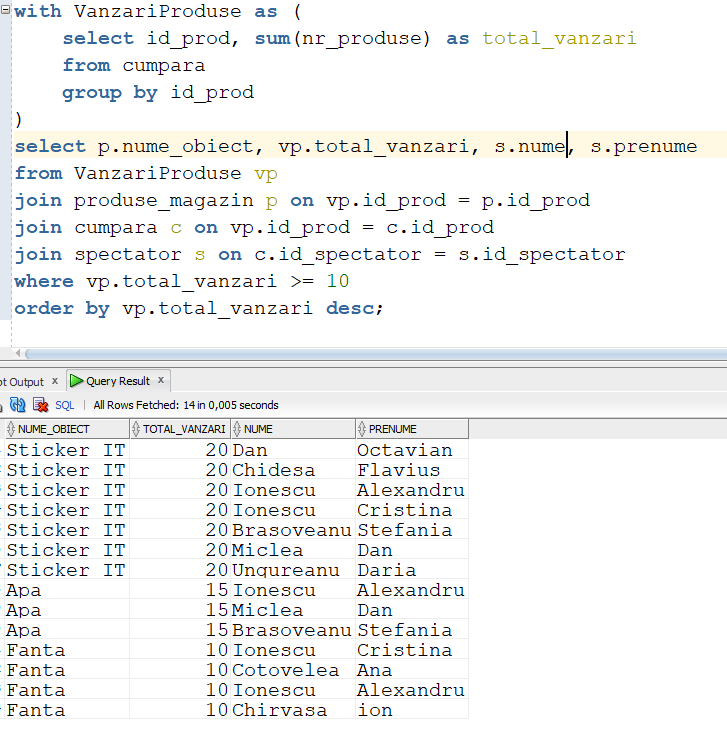 with VanzariProduse as (
select id_prod, sum(nr_produse) as total_vanzari
from cumpara
group by id_prod
)
select p.nume_obiect, vp.total_vanzari, s.nume, s.prenume
from VanzariProduse vp
join produse_magazin p on vp.id_prod = p.id_prod
join cumpara c on vp.id_prod = c.id_prod
join spectator s on c.id_spectator = s.id_spectator
where vp.total_vanzari >= 10
order by vp.total_vanzari desc;
ot Output x Query Result x
SQL | All Rows Fetched: 14 in 0,005 seconds
NUME_OBIECT TOTAL_VANZARI NUME PRENUME
Sticker IT 20 Dan Octavian
Sticker IT 20 Chidesa Flavius
Sticker IT 20 Ionescu Alexandru
Sticker IT 20 Ionescu Cristina
Sticker IT 20 Brasoveanu Stefania
Sticker IT 20 Miclea Dan
Sticker IT 20 Ungureanu Daria
Apa 15 Ionescu Alexandru
Apa 15 Miclea Dan
Apa 15 Brasoveanu Stefania
Fanta 10 Ionescu Cristina
Fanta 10 Cotovelea Ana
Fanta 10 Ionescu Alexandru
Fanta 10 Chirvasa ion